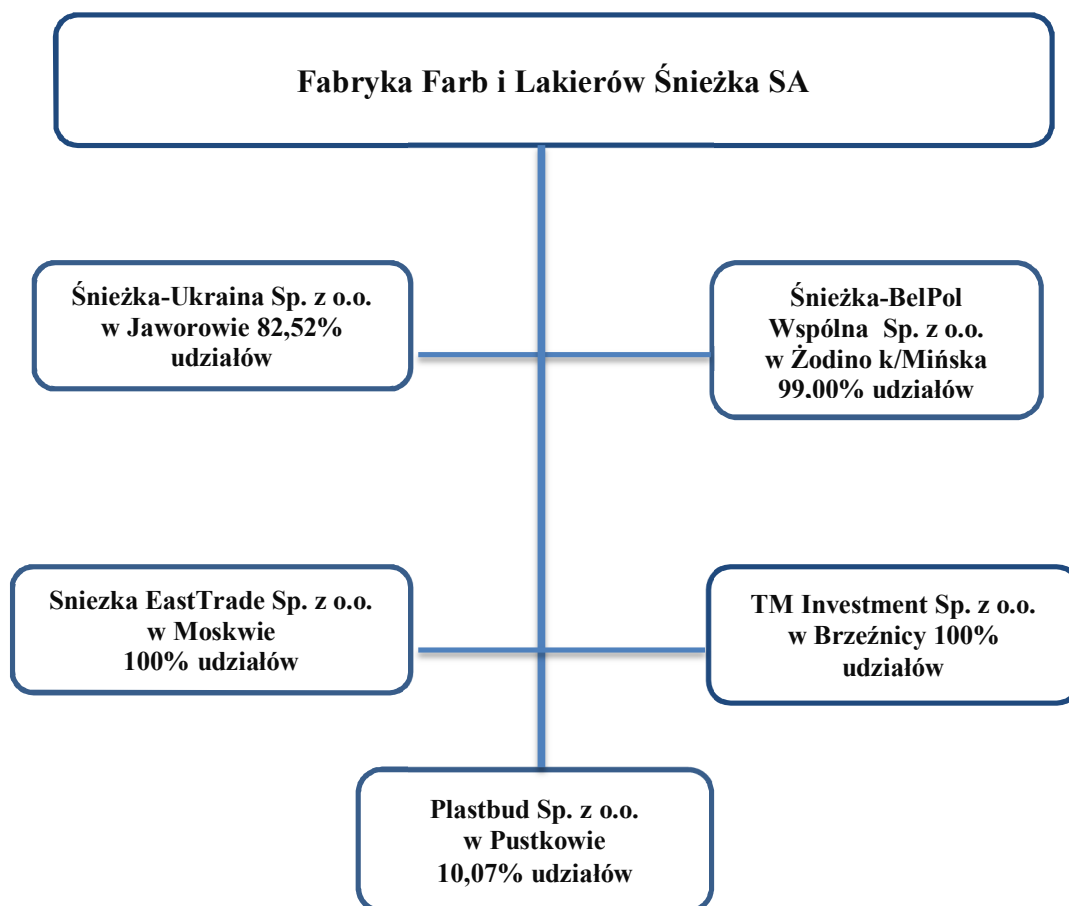 Fabryka Farb i Lakierów Śnieżka SA
Śnieżka-Ukraina Sp. z o.o.
w Jaworowie 82,52%
udziałów
Śnieżka-BelPol
Wspólna Sp. z o.o.
w Żodino k/Mińska
99,00% udziałów
Sniezka EastTrade Sp. z o.o.
w Moskwie
100% udziałów
TM Investment Sp. z o.o.
w Brzeźnicy 100%
udziałów
Plastbud Sp. z o.o.
w Pustkowie
10,07% udziałów